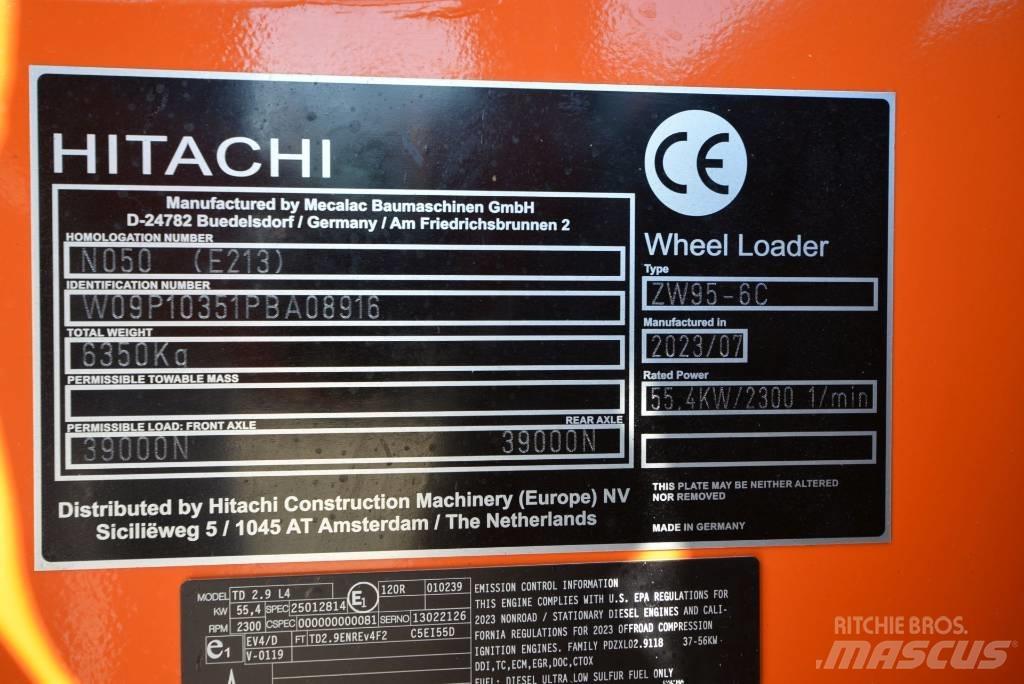 HITACHI
CE
Manufactured by Mecalac Baumaschinen GmbH
D-24782 Buedelsdorf / Germany / Am Friedrichsbrunnen 2
HOMOLOGATION NUMBER
N050 (E213)
IDENTIFICATION NUMBER
W09P10351PBA08916
TOTAL WEIGHT
6350Kg
PERMISSIBLE TOWABLE MASS
PERMISSIBLE LOAD: FRONT AXLE REAR AXLE
39000N 39000N
Distributed by Hitachi Construction Machinery (Europe) NV
Siciliëweg 5 / 1045 AT Amsterdam / The Netherlands
Wheel Loader
Type
ZW95-6C
Manufactured in
2023/07
Rated Power
55,4KW/2300 1/min
THIS PLATE MAY BE NEITHER ALTERED
NOR REMOVED
MADE IN GERMANY
MODEL TD 2.9 L4
KW 55,4 SPEC 25012814 E1 120R 010239
RPM 2300 CSPEC 000000000081 SERNO 13022126
e1 EV4/D FT TD2.9ENREv4F2 C5EI55D
V-0119
EMISSION CONTROL INFORMATION
THIS ENGINE COMPLIES WITH U.S. EPA REGULATIONS FOR
2023 NONROAD / STATIONARY DIESEL ENGINES AND CALI-
FORNIA REGULATIONS FOR 2023 OFFROAD COMPRESSION
IGNITION ENGINES. FAMILY PDZXL02.9118 37-56KW
DDI,TC,ECM,EGR,DOC,CTOX
FUEL: DIESEL ULTRA LOW SULFUR FUEL ONLY
RITCHIE BROS.
MASCUS